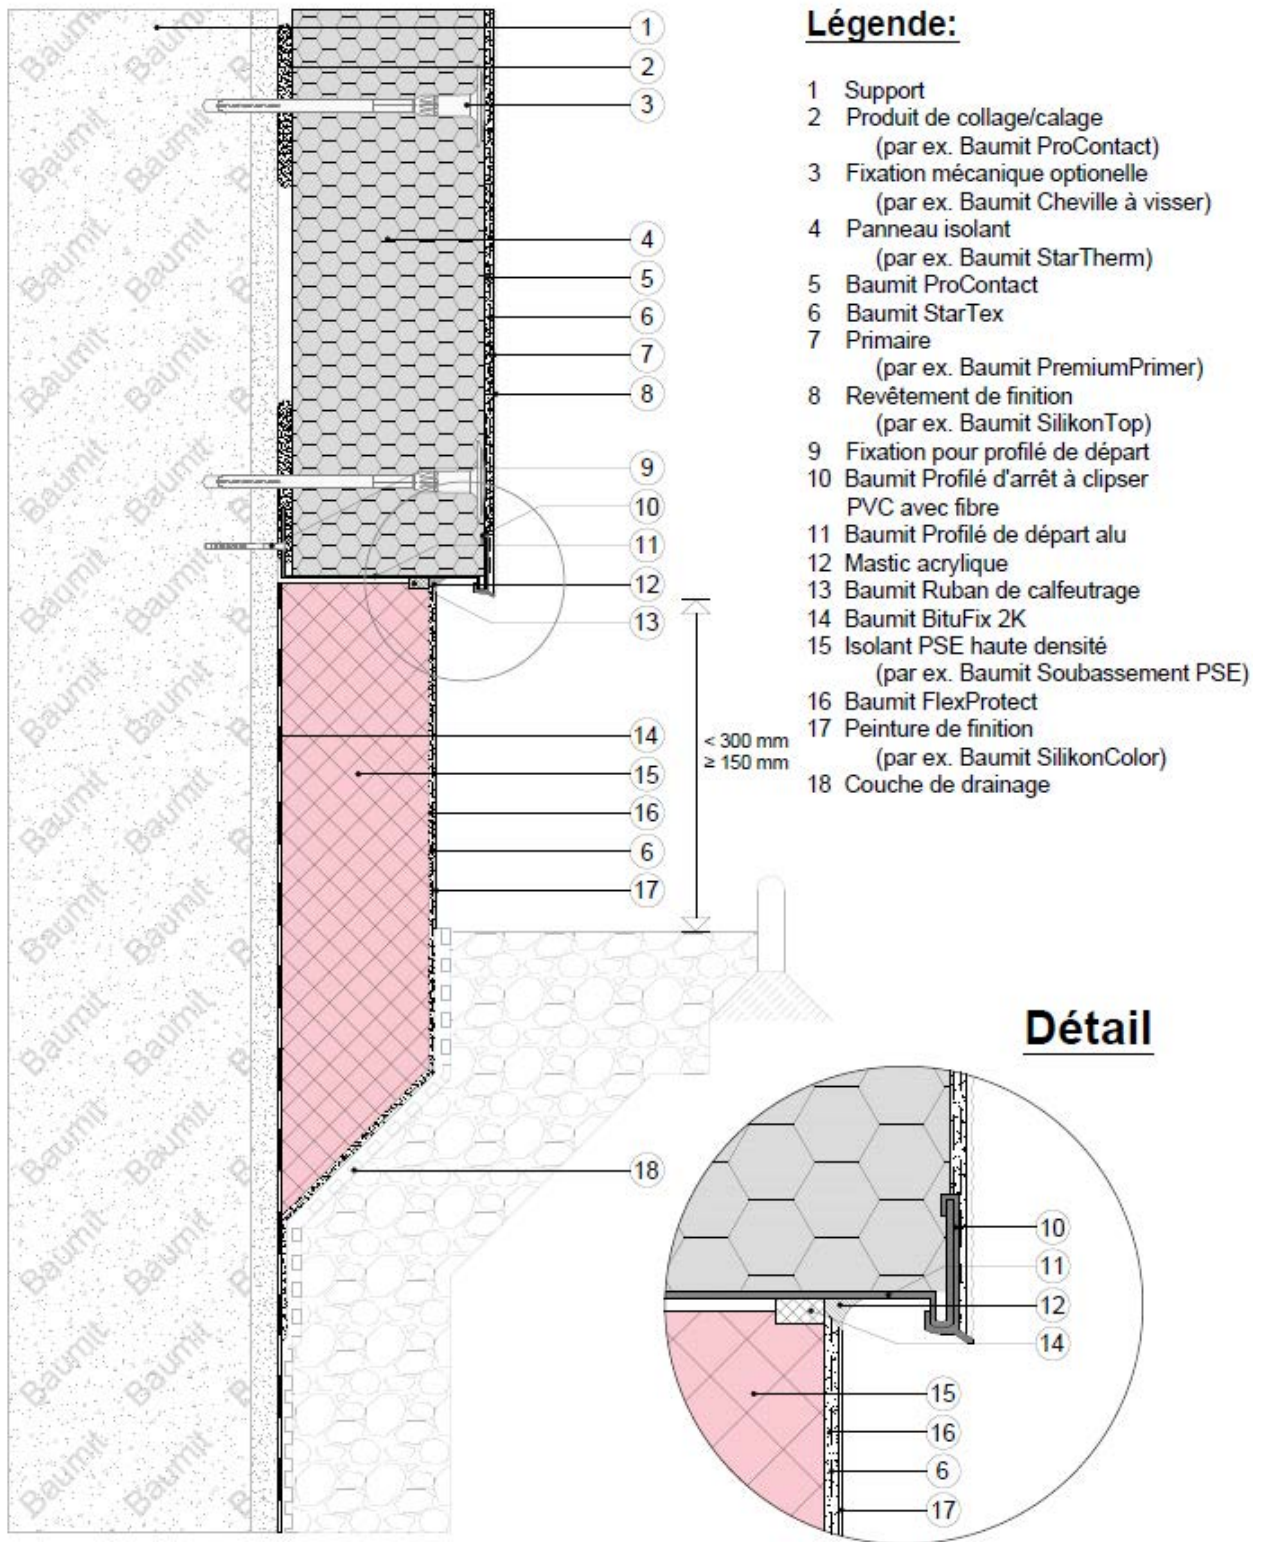 Légende:
1 Support
2 Produit de collage/calage
(par ex. Baumit ProContact)
3 Fixation mécanique optionelle
(par ex. Baumit Cheville à visser)
4 Panneau isolant
(par ex. Baumit StarTherm)
5 Baumit ProContact
6 Baumit StarTex
7 Primaire
(par ex. Baumit PremiumPrimer)
8 Revêtement de finition
(par ex. Baumit SilikonTop)
9 Fixation pour profilé de départ
10 Baumit Profilé d'arrêt à clipser
PVC avec fibre
11 Baumit Profilé de départ alu
12 Mastic acrylique
13 Baumit Ruban de calfeutrage
14 Baumit BituFix 2K
15 Isolant PSE haute densité
(par ex. Baumit Soubassement PSE)
16 Baumit FlexProtect
17 Peinture de finition
(par ex. Baumit SilikonColor)
18 Couche de drainage
1
2
3
4
5
6
7
8
9
10
11
12
13
14
15
16
6
17
18
< 300 mm
≥ 150 mm
Détail
10
11
12
14
15
16
6
17
Baumit